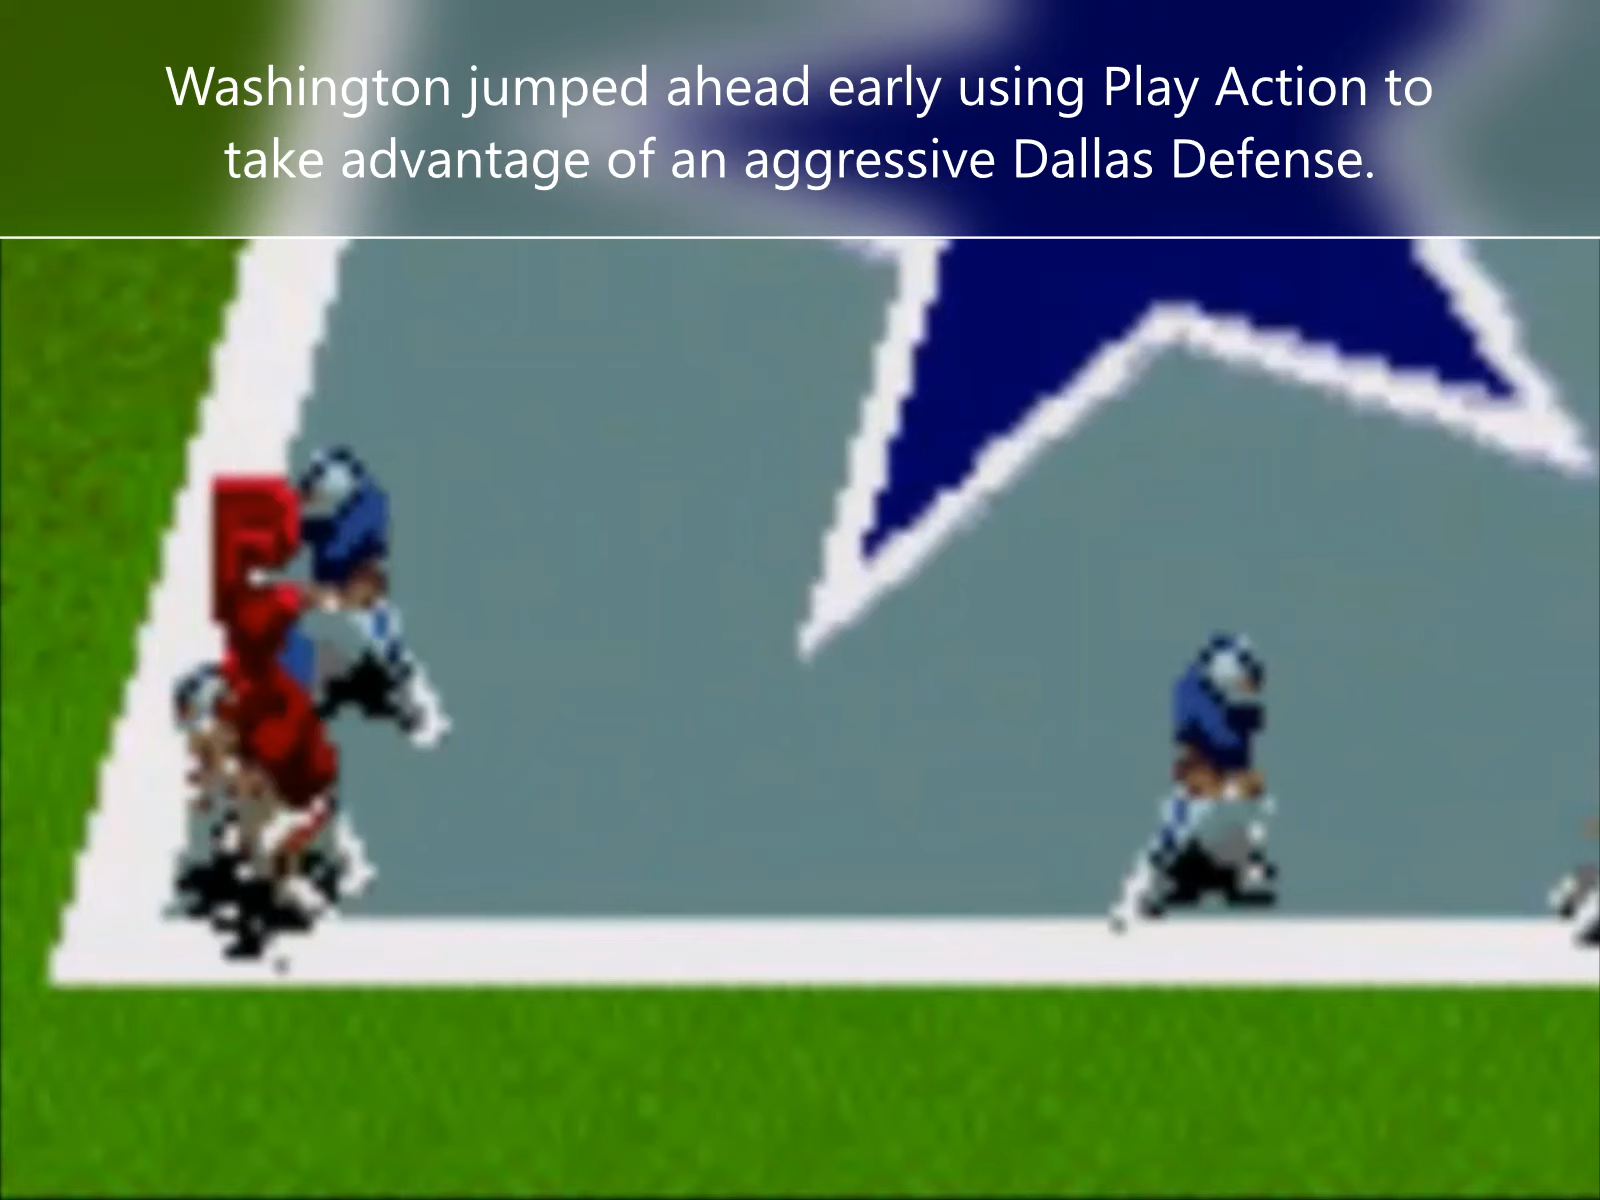 Washington jumped ahead early using Play Action to
take advantage of an aggressive Dallas Defense.